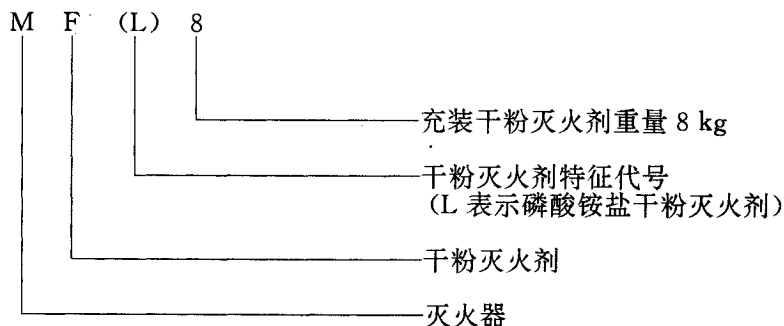 M F (L) 8
充装干粉灭火剂重量 8 kg
干粉灭火剂特征代号
(L 表示磷酸铵盐干粉灭火剂)
干粉灭火剂
灭火器